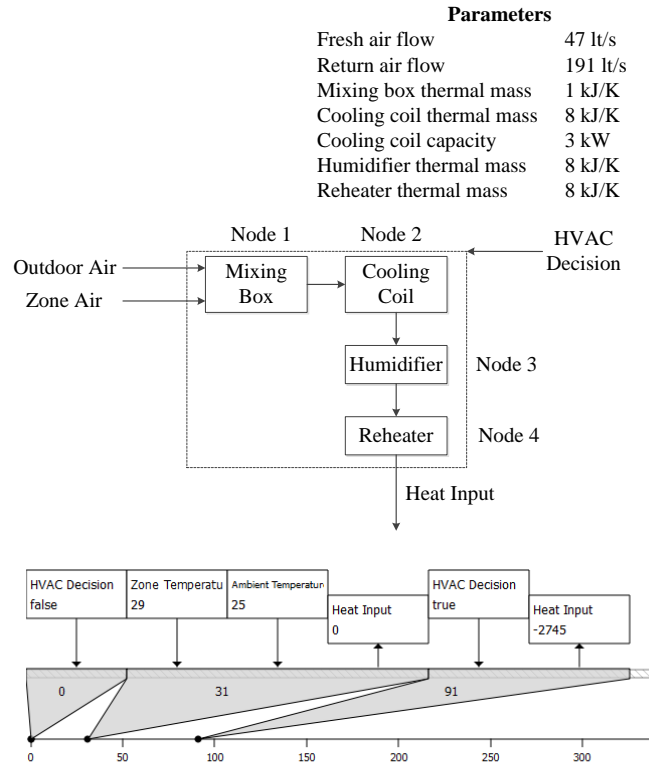 Parameters
Fresh air flow 47 lt/s
Return air flow 191 lt/s
Mixing box thermal mass 1 kJ/K
Cooling coil thermal mass 8 kJ/K
Cooling coil capacity 3 kW
Humidifier thermal mass 8 kJ/K
Reheater thermal mass 8 kJ/K
Node 1 Node 2
HVAC
Decision
Outdoor Air
Zone Air
Mixing
Box
Cooling
Coil
Humidifier
Node 3
Reheater
Node 4
Heat Input
HVAC Decision
false
Zone Temperatu
29
Ambient Temperature
25
Heat Input
0
HVAC Decision
true
Heat Input
-2745
0 31 91
0 50 100 150 200 250 300